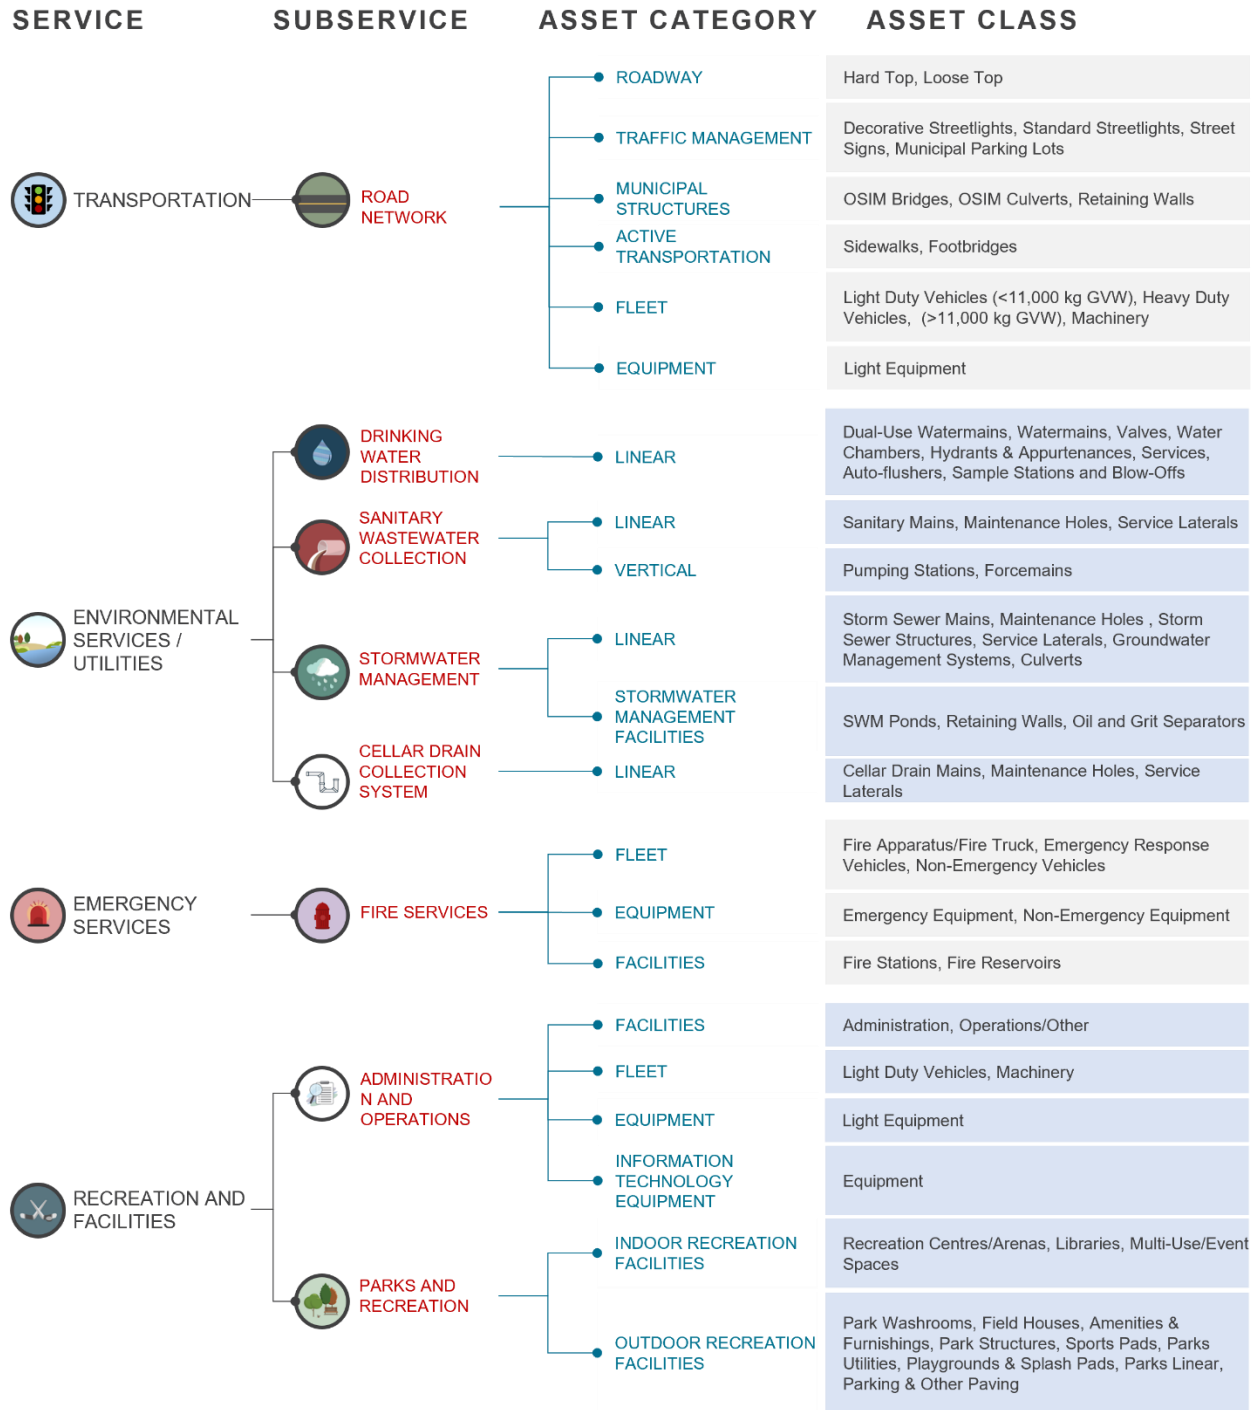 SERVICE SUBSERVICE ASSET CATEGORY ASSET CLASS
TRANSPORTATION
ROAD
NETWORK
ROADWAY
Hard Top, Loose Top
TRAFFIC MANAGEMENT
Decorative Streetlights, Standard Streetlights, Street
Signs, Municipal Parking Lots
MUNICIPAL
STRUCTURES
OSIM Bridges, OSIM Culverts, Retaining Walls
ACTIVE
TRANSPORTATION
Sidewalks, Footbridges
FLEET
Light Duty Vehicles (<11,000 kg GVW), Heavy Duty
Vehicles, (>11,000 kg GVW), Machinery
EQUIPMENT
Light Equipment
ENVIRONMENTAL
SERVICES /
UTILITIES
DRINKING
WATER
DISTRIBUTION
LINEAR
Dual-Use Watermains, Watermains, Valves, Water
Chambers, Hydrants & Appurtenances, Services,
Auto-flushers, Sample Stations and Blow-Offs
SANITARY
WASTEWATER
COLLECTION
LINEAR
Sanitary Mains, Maintenance Holes, Service Laterals
VERTICAL
Pumping Stations, Forcemains
STORMWATER
MANAGEMENT
LINEAR
Storm Sewer Mains, Maintenance Holes , Storm
Sewer Structures, Service Laterals, Groundwater
Management Systems, Culverts
STORMWATER
MANAGEMENT
FACILITIES
SWM Ponds, Retaining Walls, Oil and Grit Separators
CELLAR DRAIN
COLLECTION
SYSTEM
LINEAR
Cellar Drain Mains, Maintenance Holes, Service
Laterals
EMERGENCY
SERVICES
FIRE SERVICES
FLEET
Fire Apparatus/Fire Truck, Emergency Response
Vehicles, Non-Emergency Vehicles
EQUIPMENT
Emergency Equipment, Non-Emergency Equipment
FACILITIES
Fire Stations, Fire Reservoirs
RECREATION AND
FACILITIES
ADMINISTRATIO
N AND
OPERATIONS
FACILITIES
Administration, Operations/Other
FLEET
Light Duty Vehicles, Machinery
EQUIPMENT
Light Equipment
INFORMATION
TECHNOLOGY
EQUIPMENT
Equipment
PARKS AND
RECREATION
INDOOR RECREATION
FACILITIES
Recreation Centres/Arenas, Libraries, Multi-Use/Event
Spaces
OUTDOOR RECREATION
FACILITIES
Park Washrooms, Field Houses, Amenities &
Furnishings, Park Structures, Sports Pads, Parks
Utilities, Playgrounds & Splash Pads, Parks Linear,
Parking & Other Paving